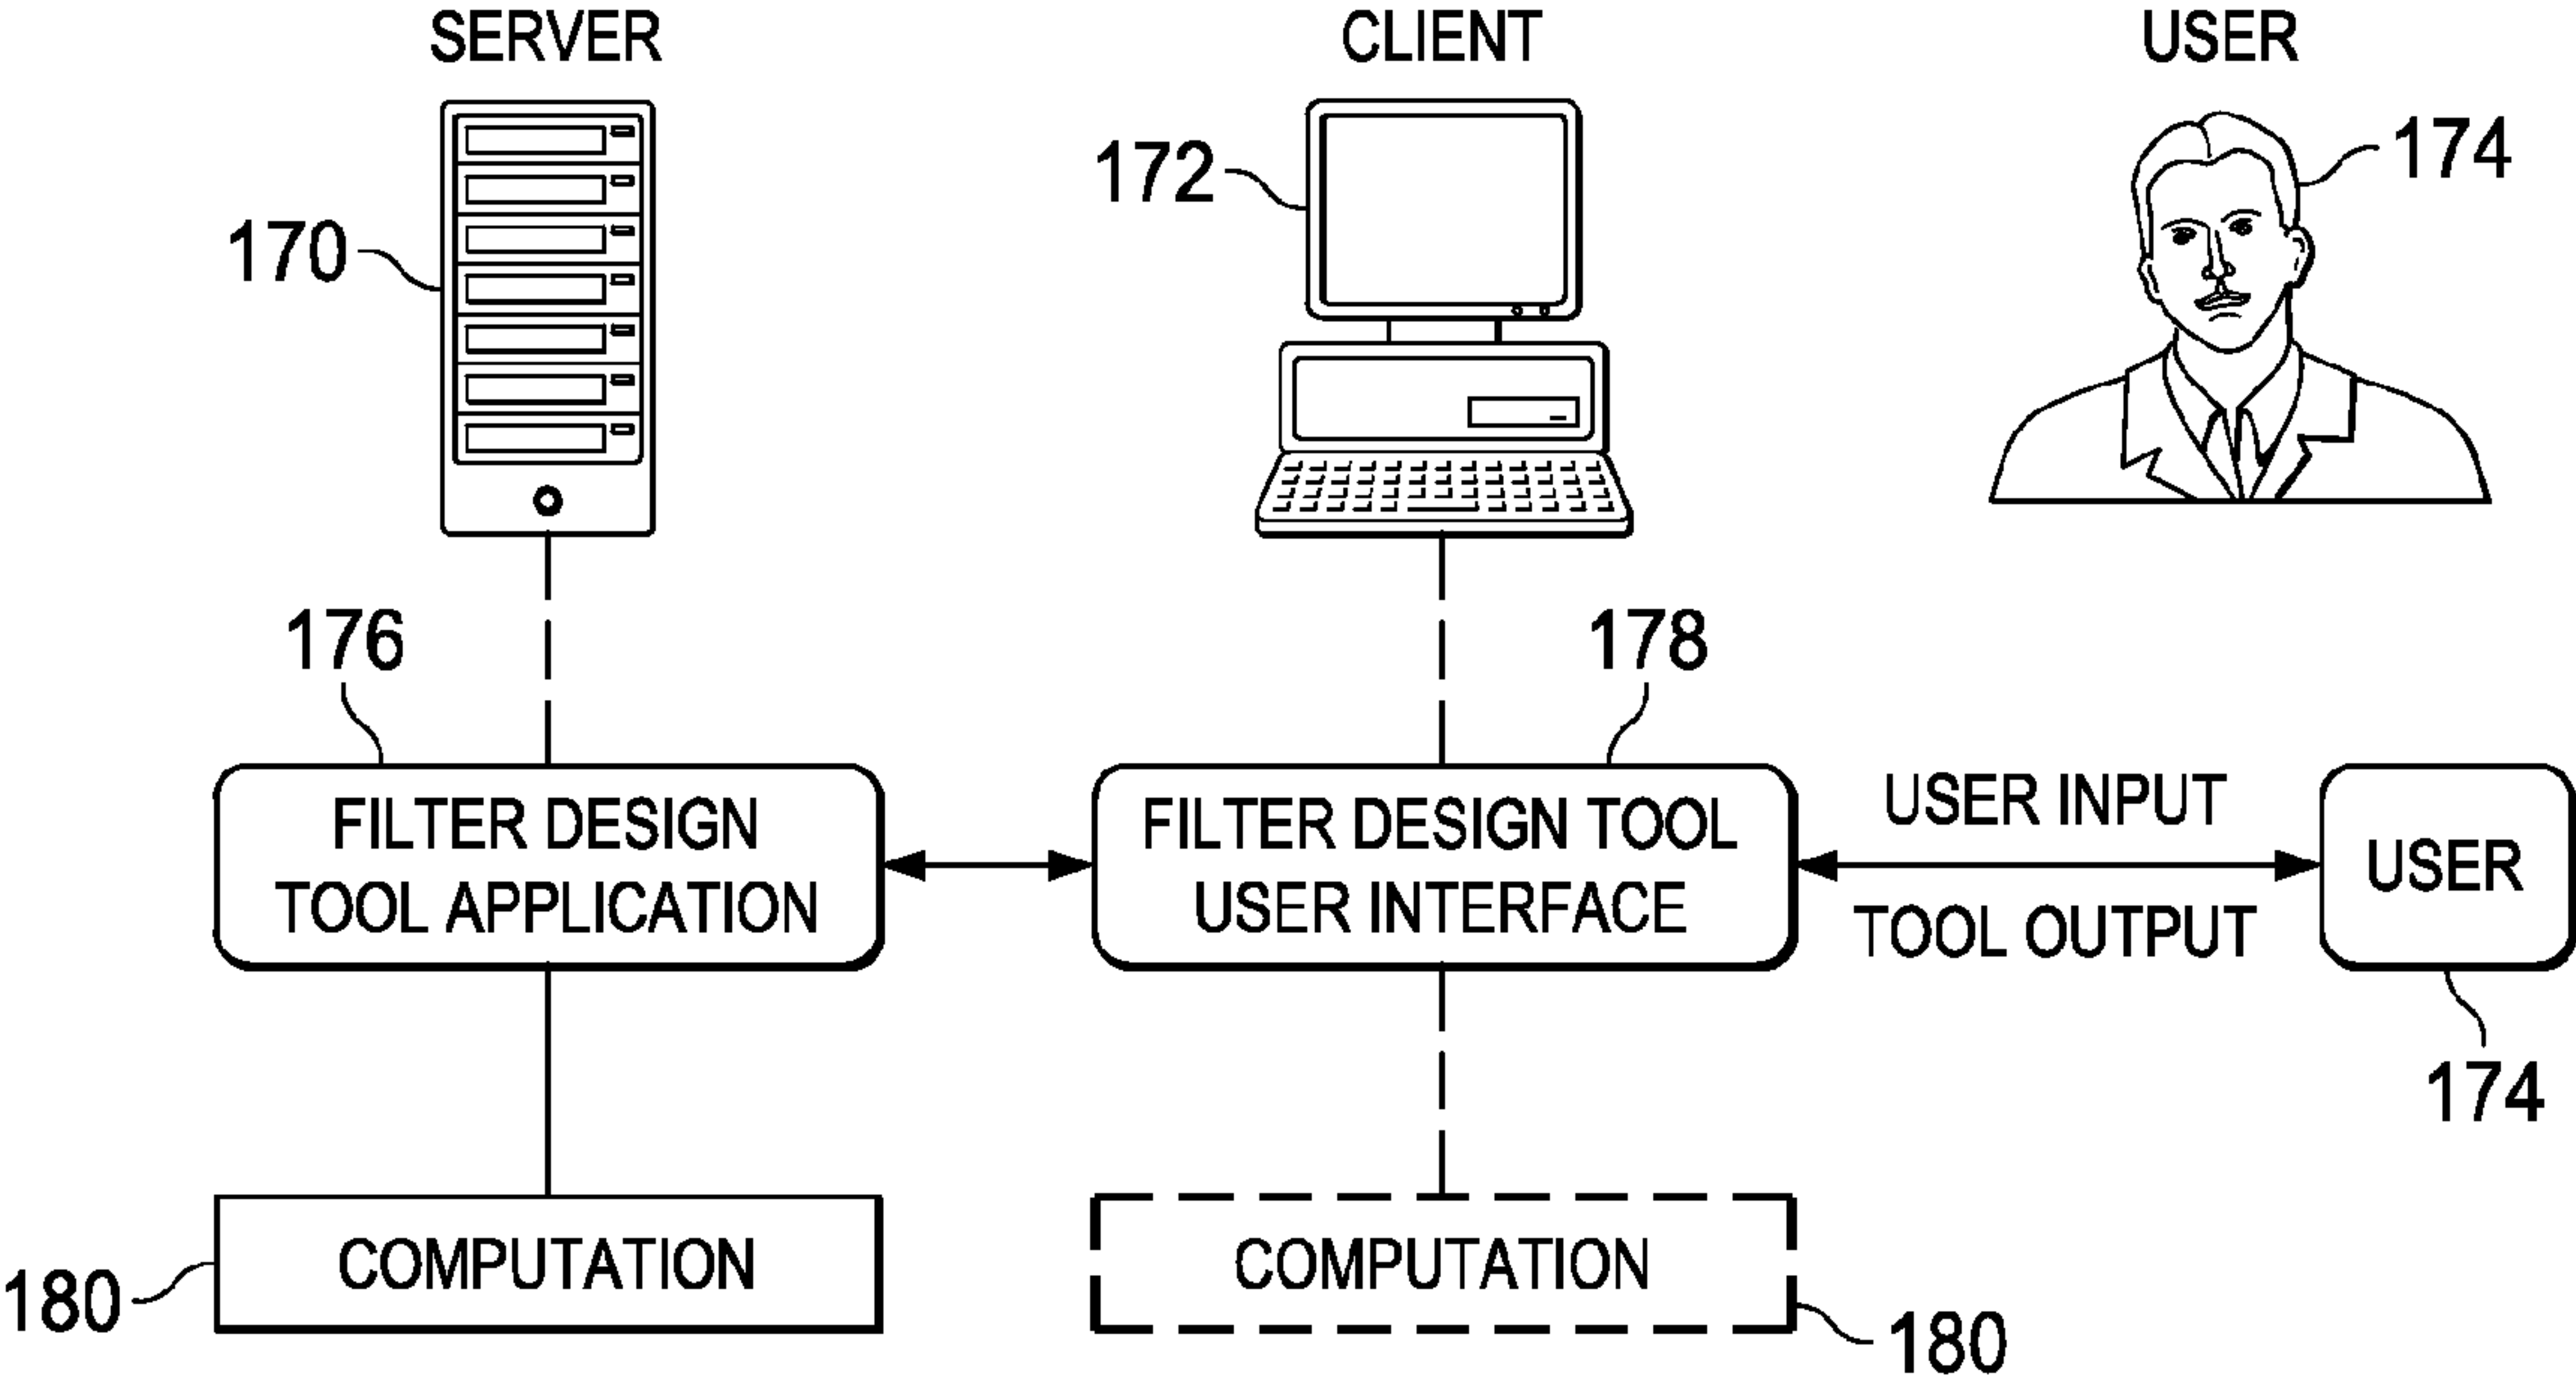 SERVER
CLIENT
USER
174
172
170
176
178
FILTER DESIGN
TOOL APPLICATION
FILTER DESIGN TOOL
USER INTERFACE
USER INPUT
TOOL OUTPUT
USER
174
COMPUTATION
COMPUTATION
180
180